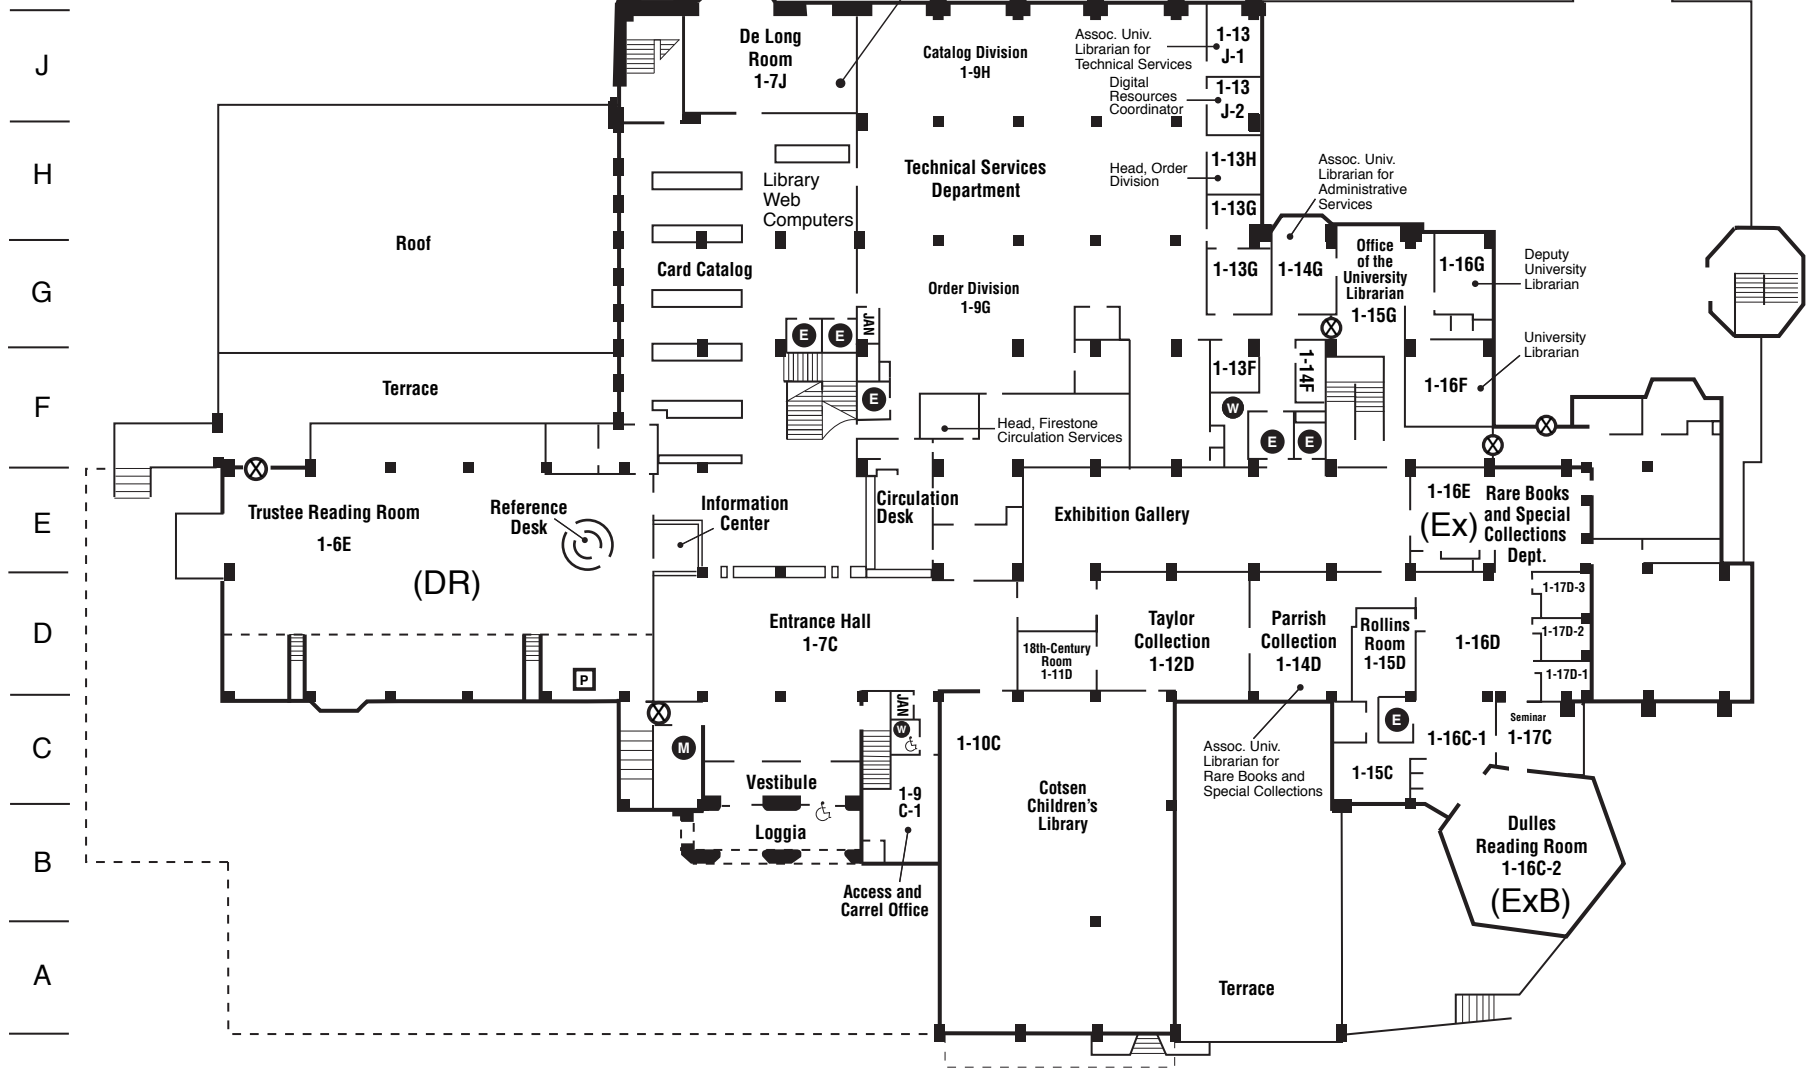 J
H
G
F
E
D
C
B
A
De Long
Room
1-7J
Catalog Division
1-9H
Assoc. Univ.
Librarian for
Technical Services
1-13
J-1
Digital
Resources
Coordinator
1-13
J-2
Technical Services
Department
Head, Order
Division
1-13H
1-13G
Assoc. Univ.
Librarian for
Administrative
Services
Library
Web
Computers
Roof
Card Catalog
Order Division
1-9G
1-13G
1-14G
Office
of the
University
Librarian
1-15G
1-16G
Deputy
University
Librarian
E
E
JAN
E
Terrace
1-13F
1-14F
1-16F
University
Librarian
W
E
E
X
X
X
Head, Firestone
Circulation Services
X
Trustee Reading Room
1-6E
(DR)
Reference
Desk
Information
Center
Circulation
Desk
Exhibition Gallery
1-16E
(Ex)
Rare Books
and Special
Collections
Dept.
Entrance Hall
1-7C
18th-Century
Room
1-11D
Taylor
Collection
1-12D
Parrish
Collection
1-14D
Rollins
Room
1-15D
1-16D
1-17D-3
1-17D-2
1-17D-1
P
X
M
JAN
W
1-10C
E
1-16C-1
Seminar
1-17C
1-15C
Assoc. Univ.
Librarian for
Rare Books and
Special Collections
Vestibule
Loggia
1-9
C-1
Access and
Carrel Office
Cotsen
Children's
Library
Dulles
Reading Room
1-16C-2
(ExB)
Terrace